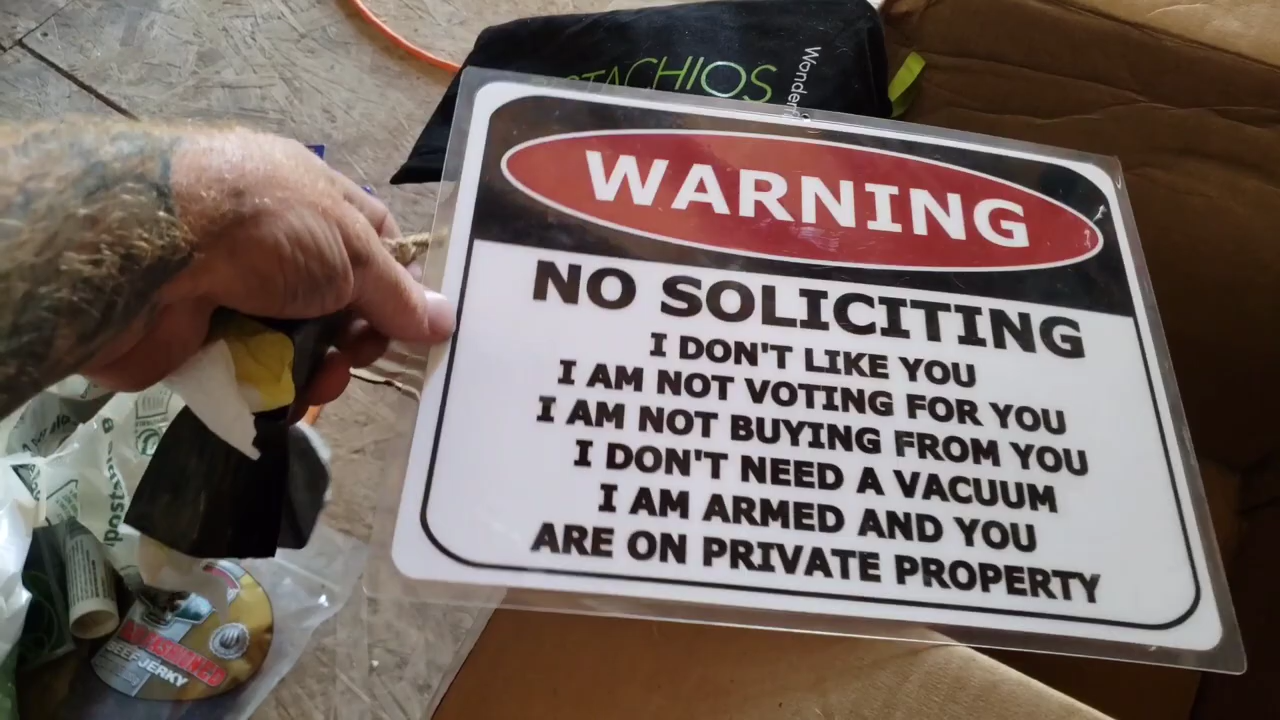 STACHIOS
Wonderf
WARNING
NO SOLICITING
I DON'T LIKE YOU
I AM NOT VOTING FOR YOU
I AM NOT BUYING FROM YOU
I DON'T NEED A VACUUM
I AM ARMED AND YOU
ARE ON PRIVATE PROPERTY
BEEF JERKY